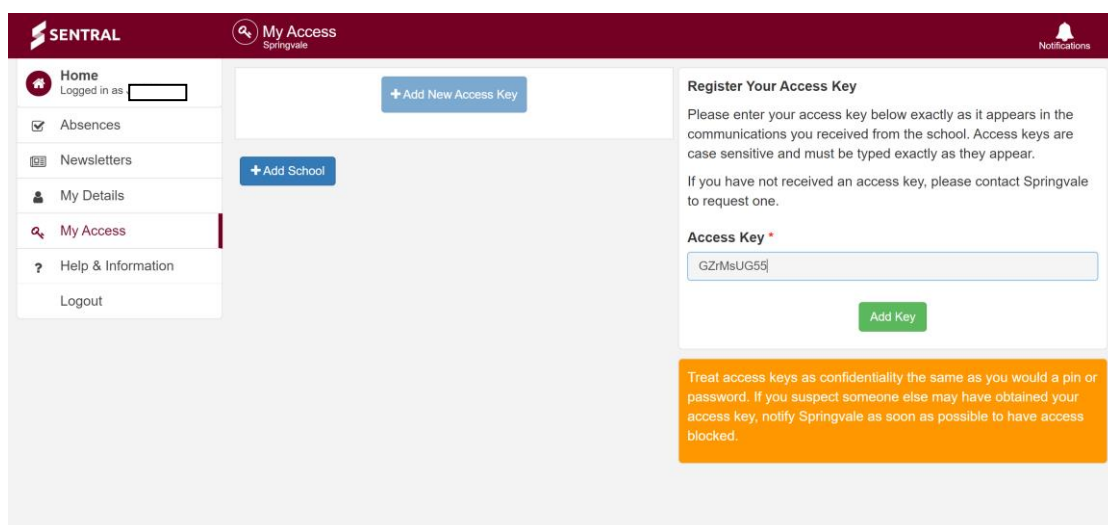 SENTRAL
My Access
Springvale
Notifications
Home
Logged in as
Absences
Newsletters
My Details
My Access
? Help & Information
Logout
+ Add New Access Key
+ Add School
Register Your Access Key
Please enter your access key below exactly as it appears in the
communications you received from the school. Access keys are
case sensitive and must be typed exactly as they appear.
If you have not received an access key, please contact Springvale
to request one.
Access Key *
GZrMsUG55
Add Key
Treat access keys as confidentiality the same as you would a pin or
password. If you suspect someone else may have obtained your
access key, notify Springvale as soon as possible to have access
blocked.